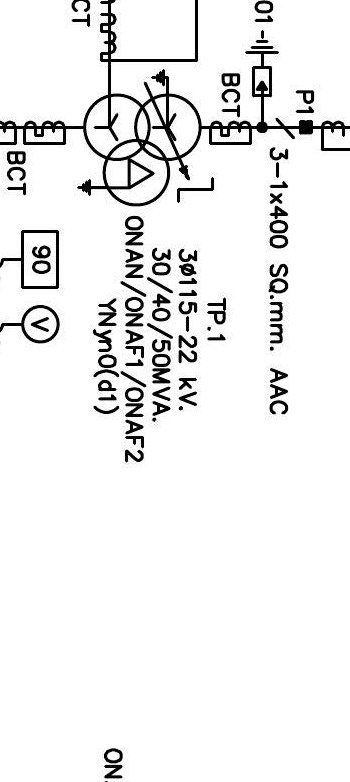 CT
01
BCT
P1
3-1x400 SQ.mm. AAC
BCT
TP.1
3ø115-22 kV.
30/40/50MVA.
ONAN/ONAF1/ONAF2
YNyn0(d1)
90
V
ON